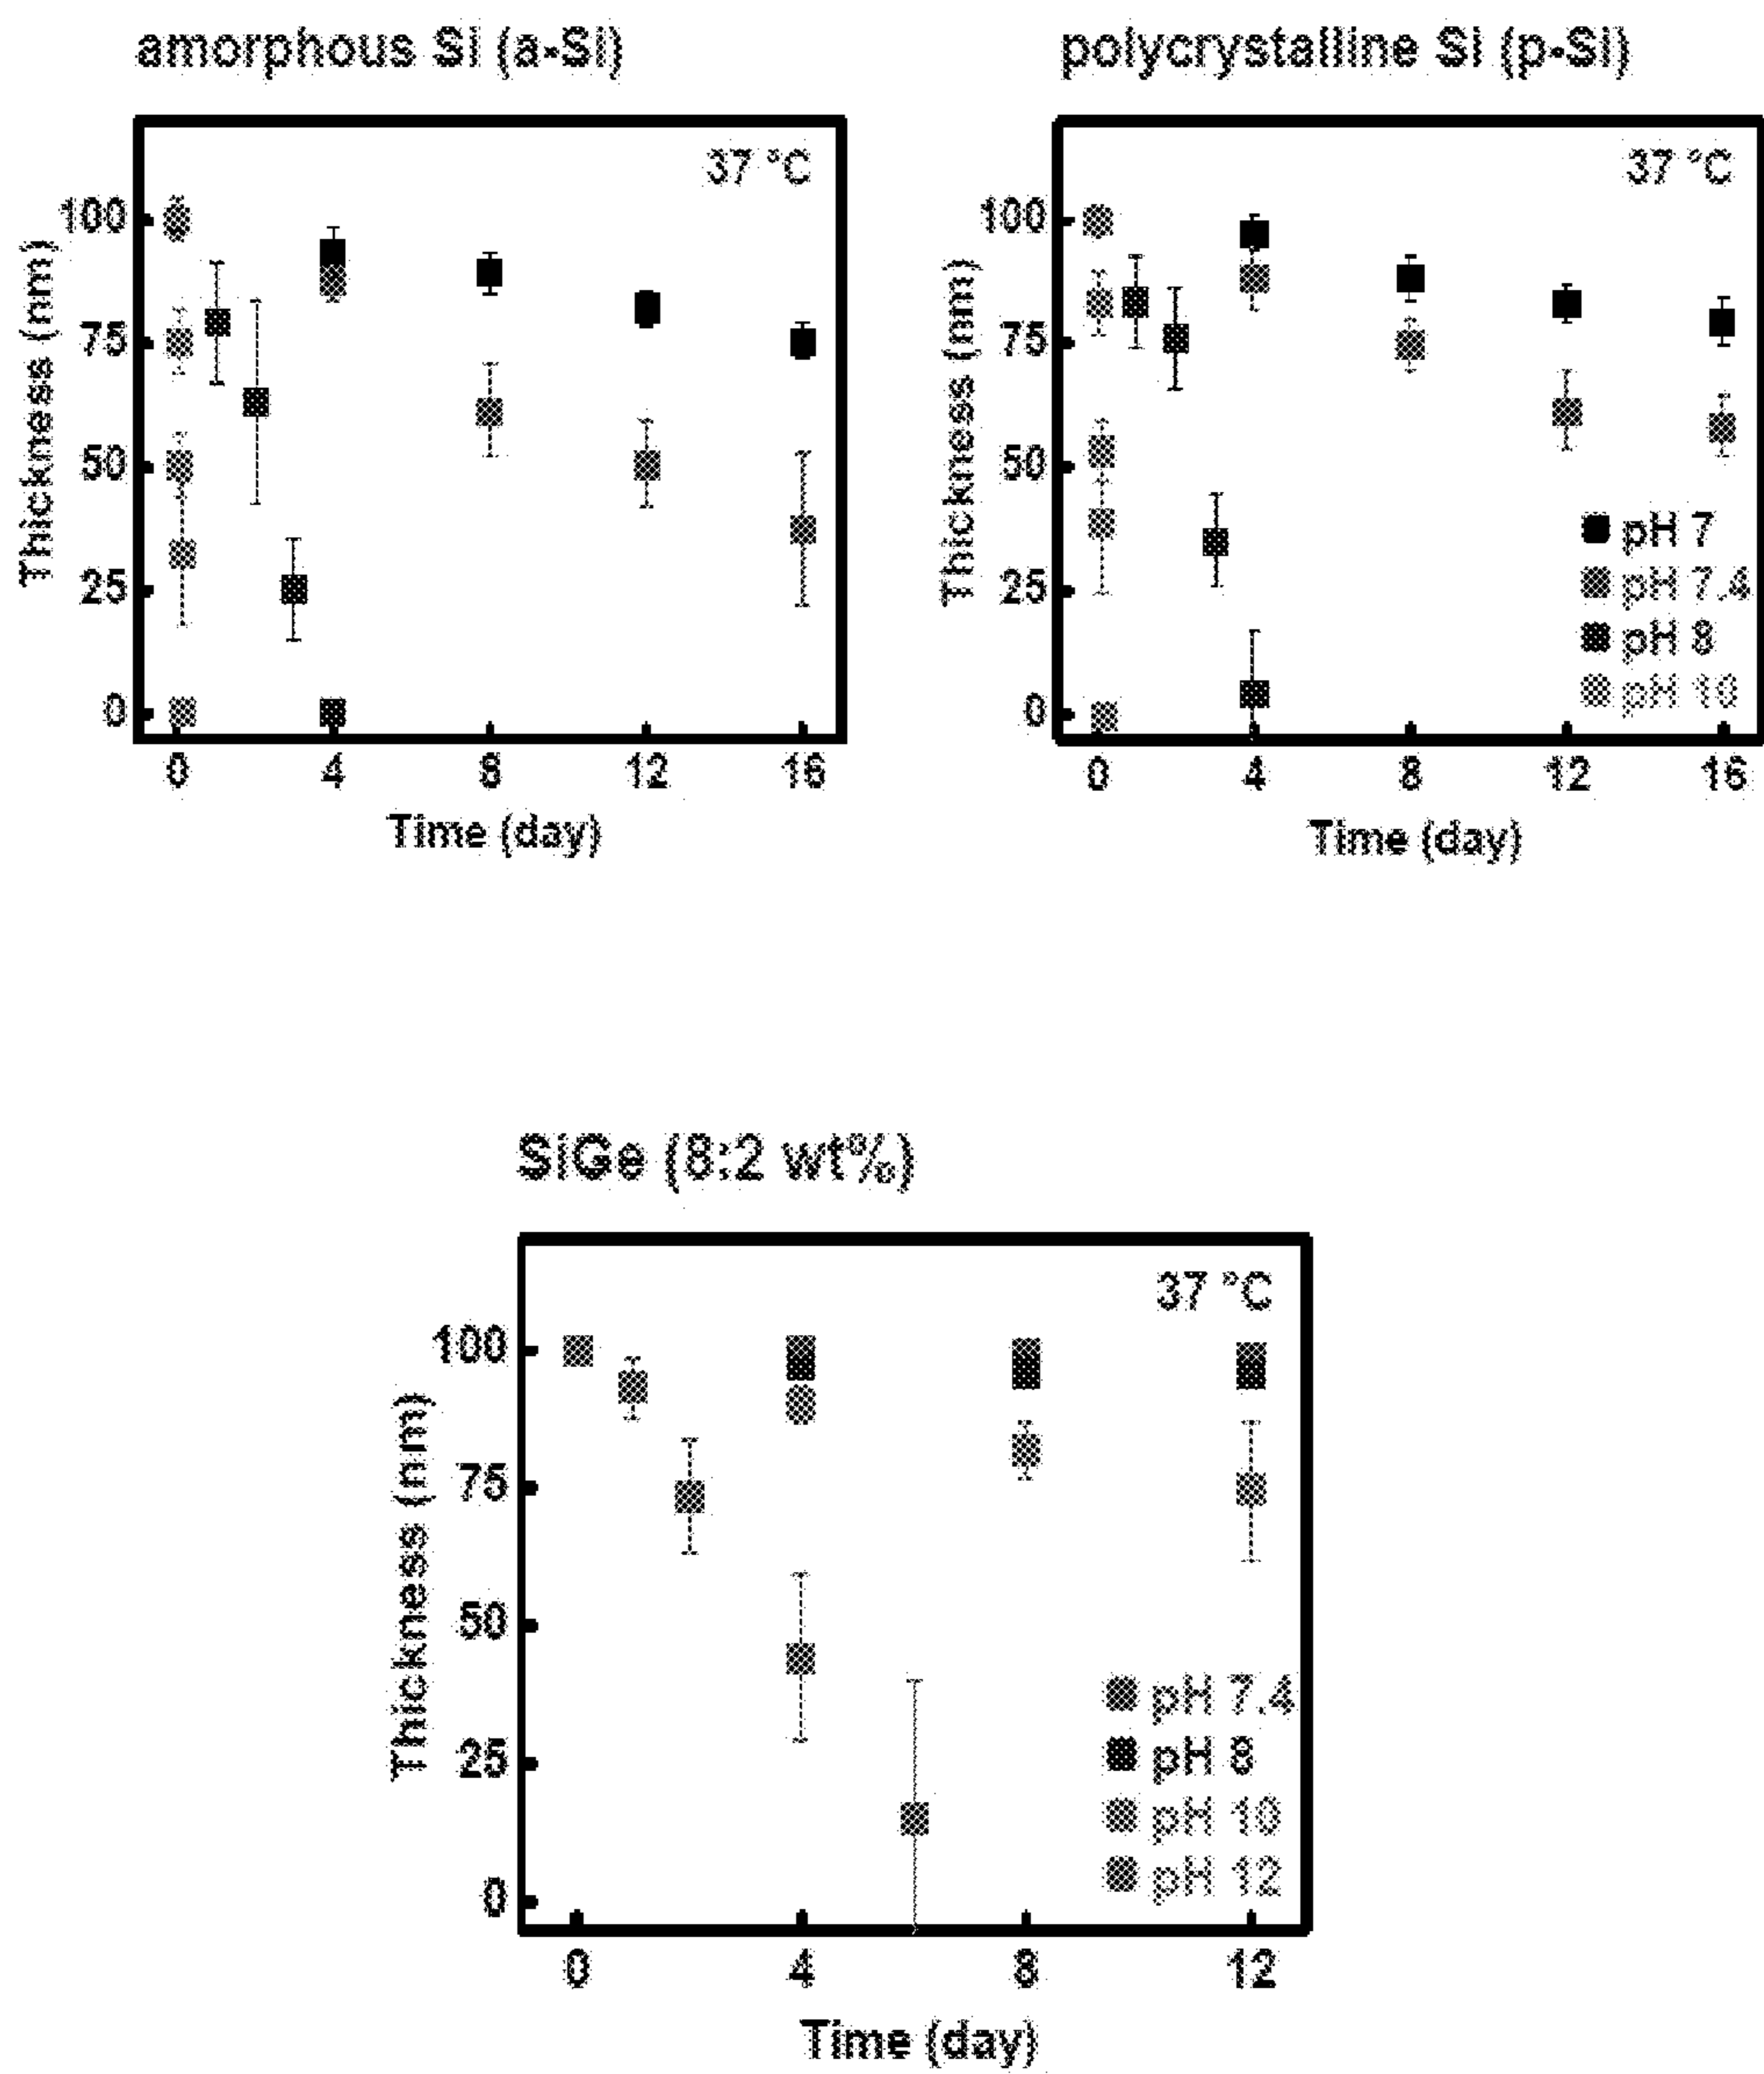 amorphous Si (a-Si)
37 °C
100
75
50
25
0
Thickness (nm)
0 4 8 12 16
Time (day)
polycrystalline Si (p-Si)
37 °C
100
75
50
25
0
Thickness (nm)
pH 7
pH 7.4
pH 8
pH 10
0 4 8 12 16
Time (day)
SiGe (8:2 wt%)
37 °C
100
75
50
25
0
Thickness (nm)
pH 7.4
pH 8
pH 10
pH 12
0 4 8 12
Time (day)